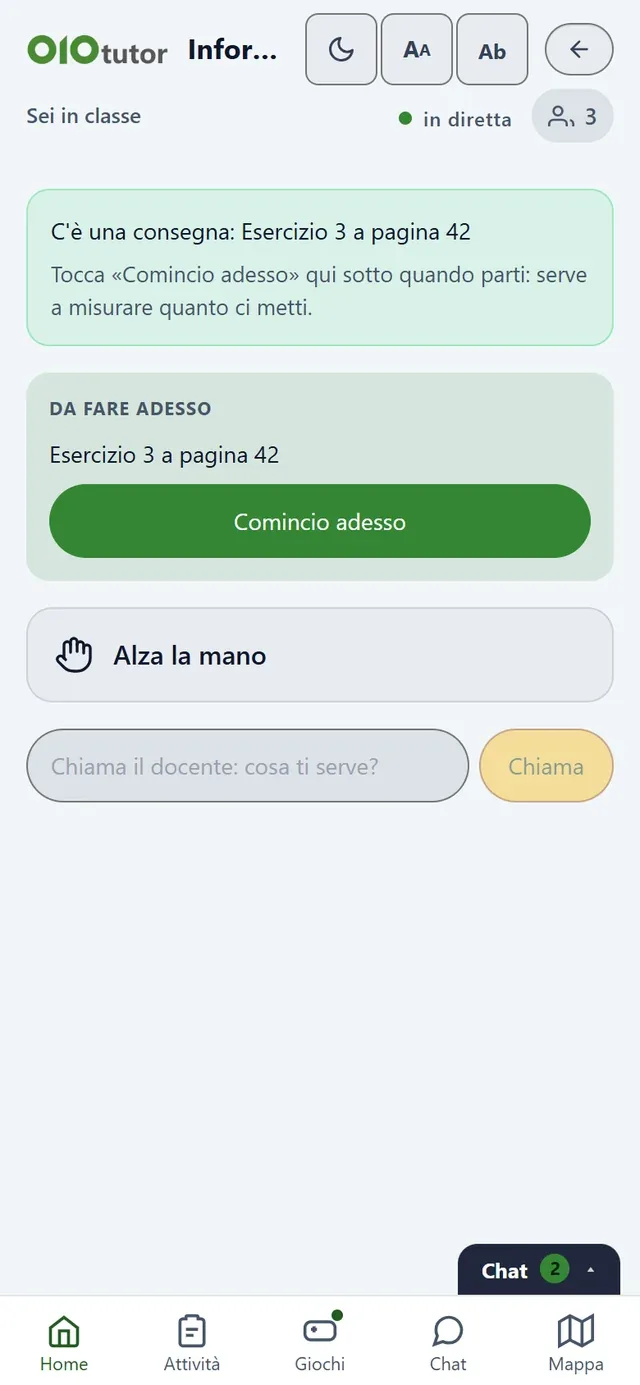 OIOtutor Infor... AA Ab
Sei in classe
in diretta
3
C'è una consegna: Esercizio 3 a pagina 42
Tocca «Comincio adesso» qui sotto quando parti: serve
a misurare quanto ci metti.
DA FARE ADESSO
Esercizio 3 a pagina 42
Comincio adesso
Alza la mano
Chiama il docente: cosa ti serve?
Chiama
Chat 2
Home
Attività
Giochi
Chat
Mappa